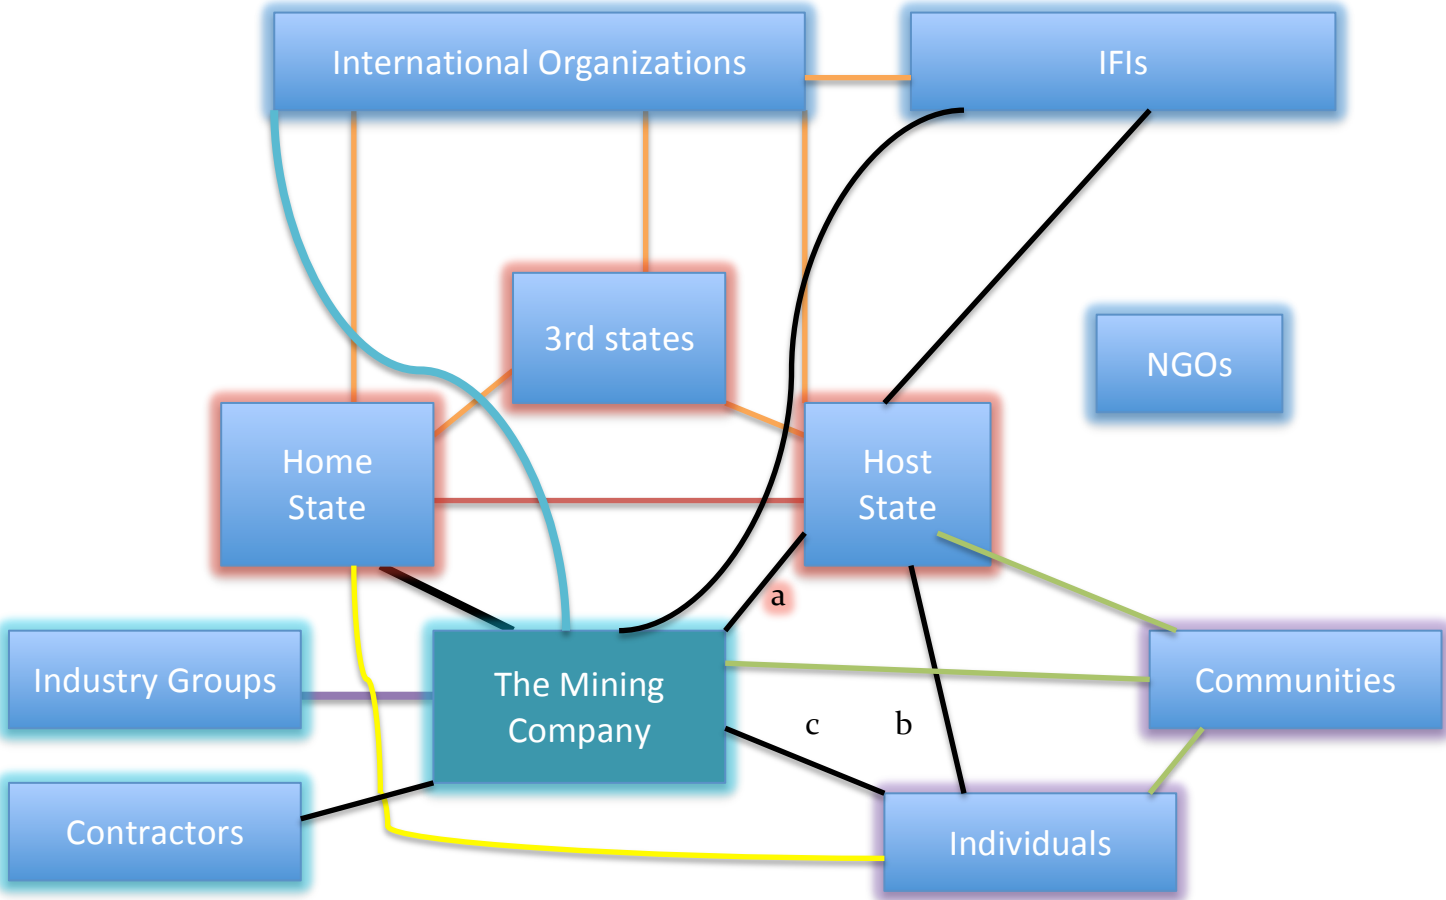 International Organizations
IFIs
3rd states
NGOs
Home
State
Host
State
a
Industry Groups
The Mining
Company
Communities
c
b
Contractors
Individuals